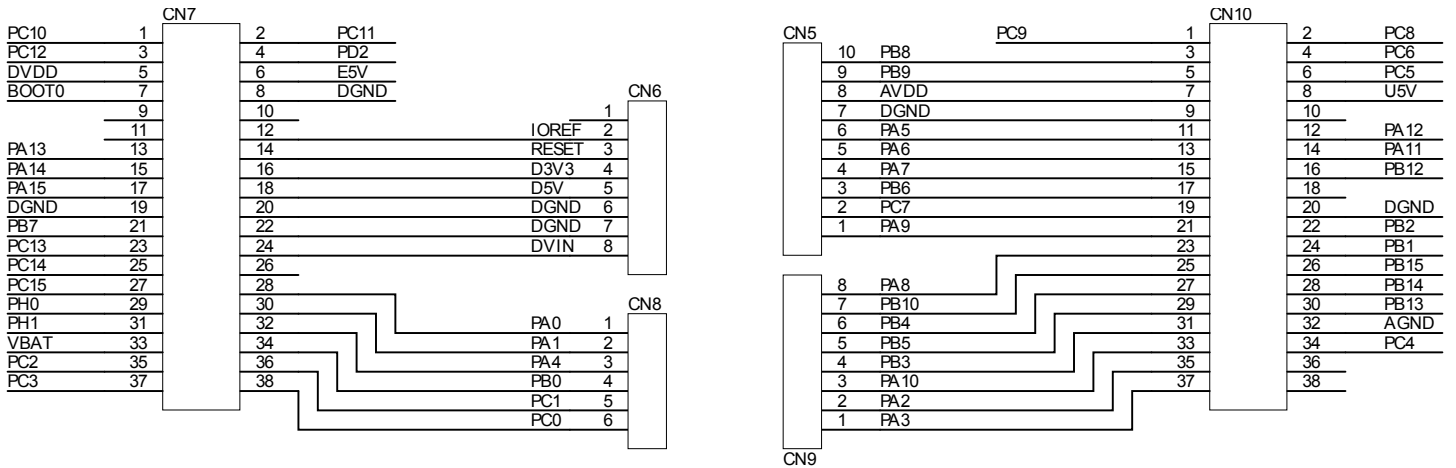 CN7
PC10 1 2 PC11
PC12 3 4 PD2
DVDD 5 6 E5V
BOOT0 7 8 DGND
9 10
11 12
PA13 13 14
PA14 15 16
PA15 17 18
DGND 19 20
PB7 21 22
PC13 23 24
PC14 25 26
PC15 27 28
PH0 29 30
PH1 31 32
VBAT 33 34
PC2 35 36
PC3 37 38
CN6
1
IOREF 2
RESET 3
D3V3 4
D5V 5
DGND 6
DGND 7
DVIN 8
CN8
PA0 1
PA1 2
PA4 3
PB0 4
PC1 5
PC0 6
CN5
10 PB8
9 PB9
8 AVDD
7 DGND
6 PA5
5 PA6
4 PA7
3 PB6
2 PC7
1 PA9
8 PA8
7 PB10
6 PB4
5 PB5
4 PB3
3 PA10
2 PA2
1 PA3
CN9
CN10
PC9 1 2 PC8
3 4 PC6
5 6 PC5
7 8 U5V
9 10
11 12 PA12
13 14 PA11
15 16 PB12
17 18
19 20 DGND
21 22 PB2
23 24 PB1
25 26 PB15
27 28 PB14
29 30 PB13
31 32 AGND
33 34 PC4
35 36
37 38